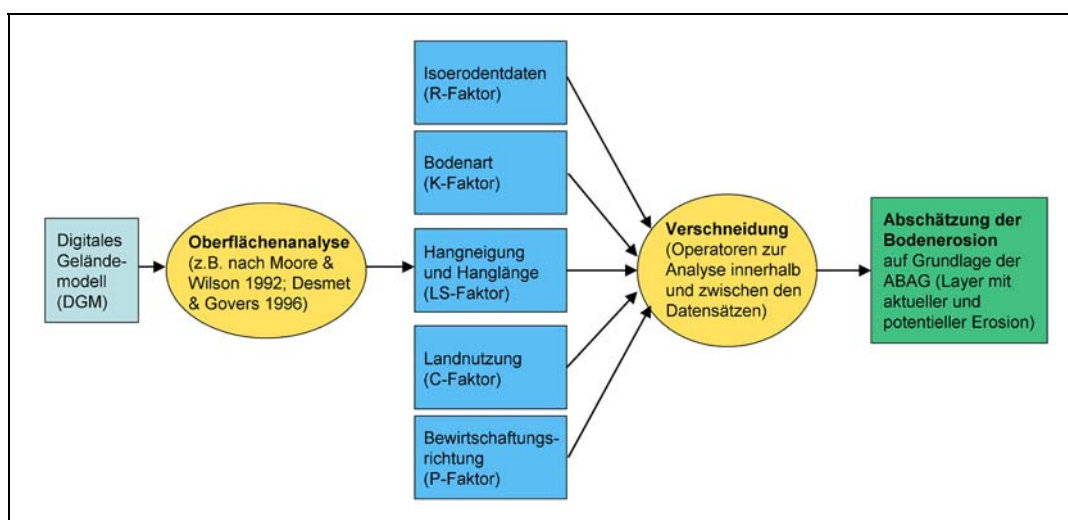 Digitales
Gelände-
modell
(DGM)
Oberflächenanalyse
(z.B. nach Moore &
Wilson 1992; Desmet
& Govers 1996)
Isoerodentdaten
(R-Faktor)
Bodenart
(K-Faktor)
Hangneigung
und Hanglänge
(LS-Faktor)
Landnutzung
(C-Faktor)
Bewirtschaftungs-
richtung
(P-Faktor)
Verschneidung
(Operatoren zur
Analyse innerhalb
und zwischen den
Datensätzen)
Abschätzung der
Bodenerosion
auf Grundlage der
ABAG (Layer mit
aktueller und
potentieller Erosion)